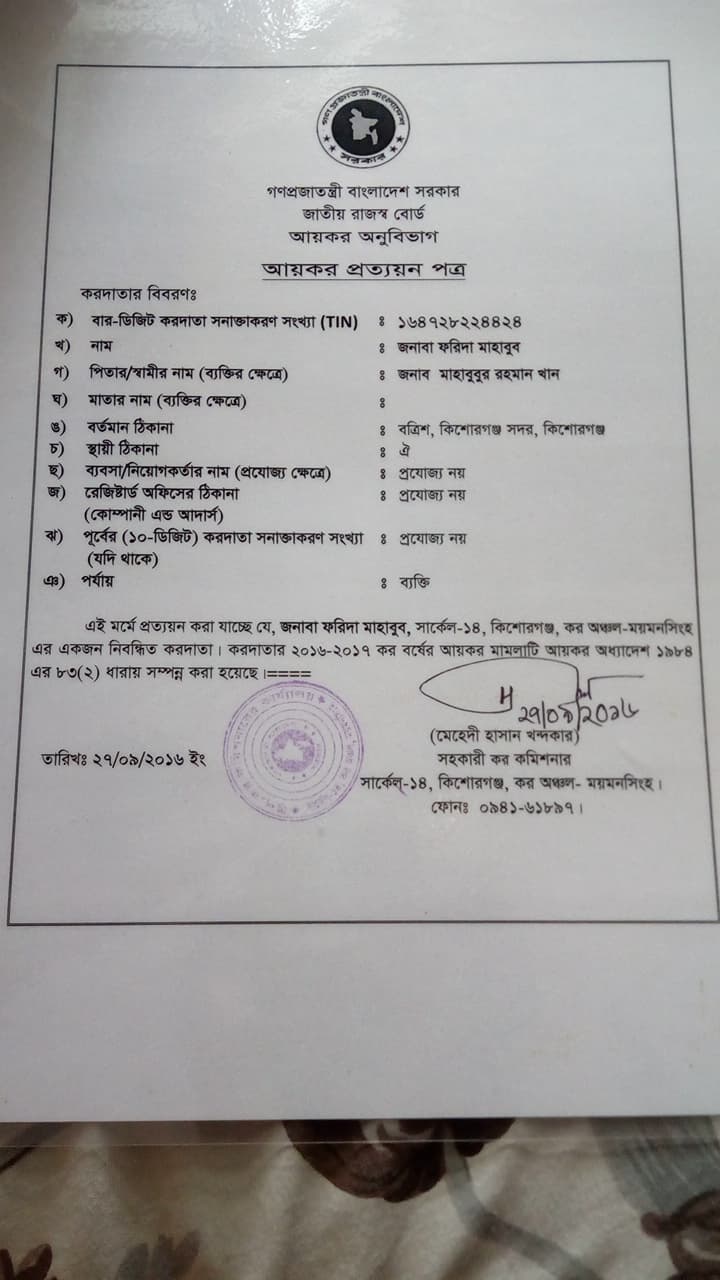 গণপ্রজাতন্ত্রী বাংলাদেশ
সরকার
গণপ্রজাতন্ত্রী বাংলাদেশ সরকার
জাতীয় রাজস্ব বোর্ড
আয়কর অনুবিভাগ
আয়কর প্রত্যয়ন পত্র
করদাতার বিবরণঃ
ক) বার-ডিজিট করদাতা সনাক্তাকরণ সংখ্যা (TIN) ঃ ১৬৪৭২৮২২৪৪২৪
খ) নাম ঃ জনাবা ফরিদা মাহাবুব
গ) পিতার/স্বামীর নাম (ব্যক্তির ক্ষেত্রে) ঃ জনাব মাহাবুবুর রহমান খান
ঘ) মাতার নাম (ব্যক্তির ক্ষেত্রে) ঃ
ঙ) বর্তমান ঠিকানা ঃ বত্রিশ, কিশোরগঞ্জ সদর, কিশোরগঞ্জ
চ) স্থায়ী ঠিকানা ঃ ঐ
ছ) ব্যবসা/নিয়োগকর্তার নাম (প্রযোজ্য ক্ষেত্রে) ঃ প্রযোজ্য নয়
জ) রেজিষ্টার্ড অফিসের ঠিকানা ঃ প্রযোজ্য নয়
(কোম্পানী এন্ড আদার্স)
ঝ) পূর্বের (১০-ডিজিট) করদাতা সনাক্তাকরণ সংখ্যা ঃ প্রযোজ্য নয়
(যদি থাকে)
ঞ) পর্যায় ঃ ব্যক্তি
এই মর্মে প্রত্যয়ন করা যাচ্ছে যে, জনাবা ফরিদা মাহাবুব, সার্কেল-১৪, কিশোরগঞ্জ, কর অঞ্চল-ময়মনসিংহ
এর একজন নিবন্ধিত করদাতা। করদাতার ২০১৬-২০১৭ কর বর্ষের আয়কর মামলাটি আয়কর অধ্যাদেশ ১৯৮৪
এর ৮৩(২) ধারায় সম্পন্ন করা হয়েছে।====
২৭/০৯/২০১৬
(মেহেদী হাসান খন্দকার)
তারিখঃ ২৭/০৯/২০১৬ ইং
সহকারী কর কমিশনার
সার্কেল-১৪, কিশোরগঞ্জ, কর অঞ্চল- ময়মনসিংহ।
ফোনঃ ০৯৪১-৬১৮৯৭।